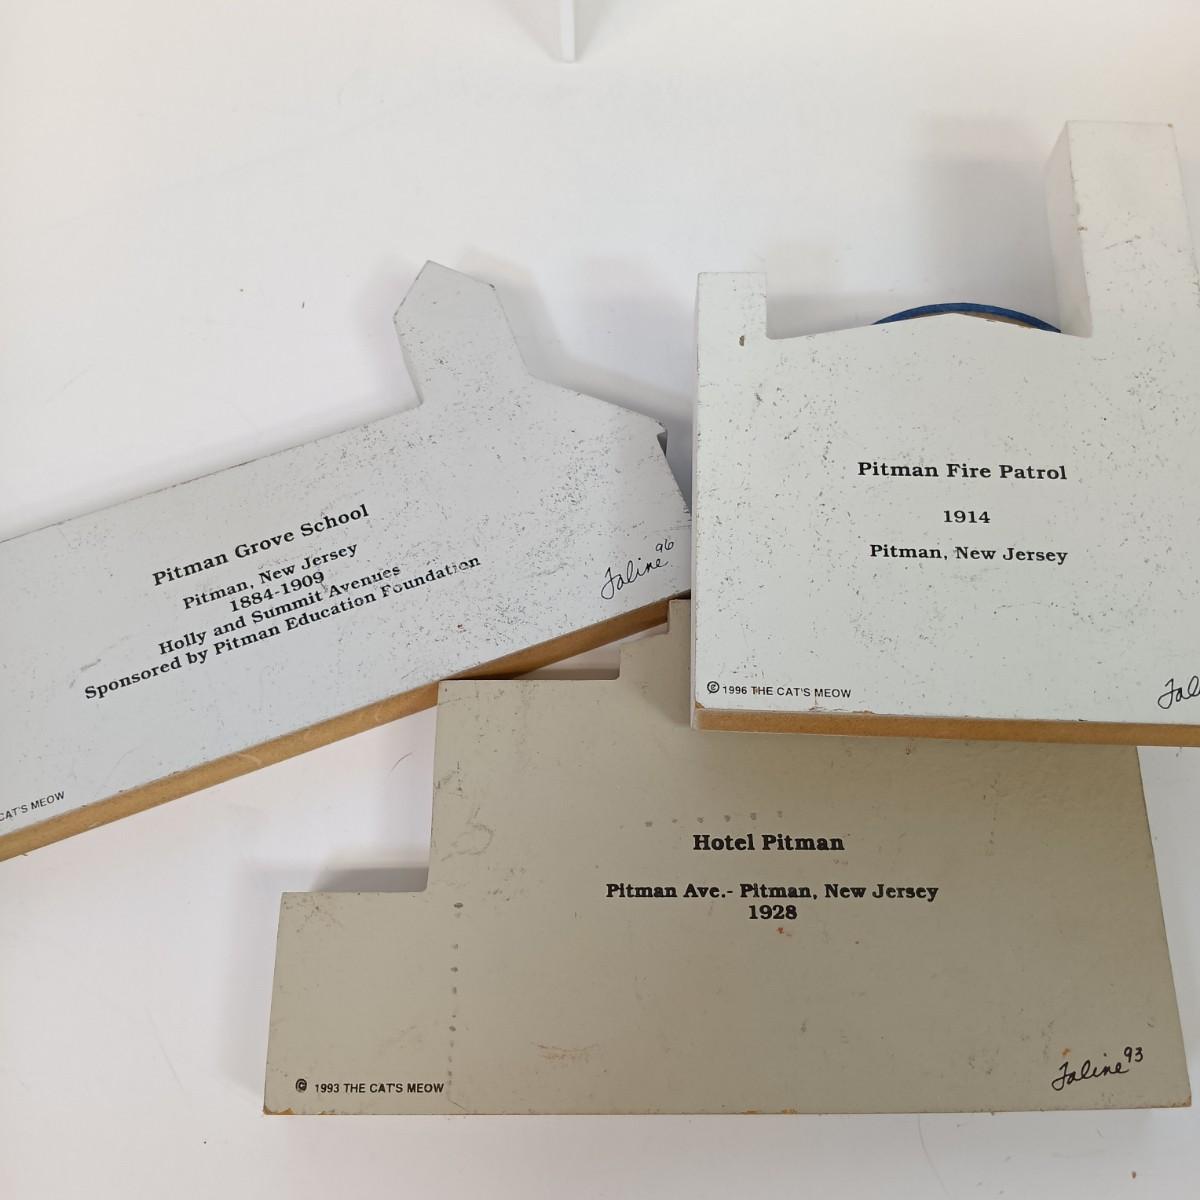 Pitman Grove School
Pitman, New Jersey
1884-1909
Holly and Summit Avenues
Sponsored by Pitman Education Foundation
Faline 96
CAT'S MEOW
Pitman Fire Patrol
1914
Pitman, New Jersey
© 1996 THE CAT'S MEOW
Hotel Pitman
Pitman Ave.- Pitman, New Jersey
1928
© 1993 THE CAT'S MEOW
Faline 93